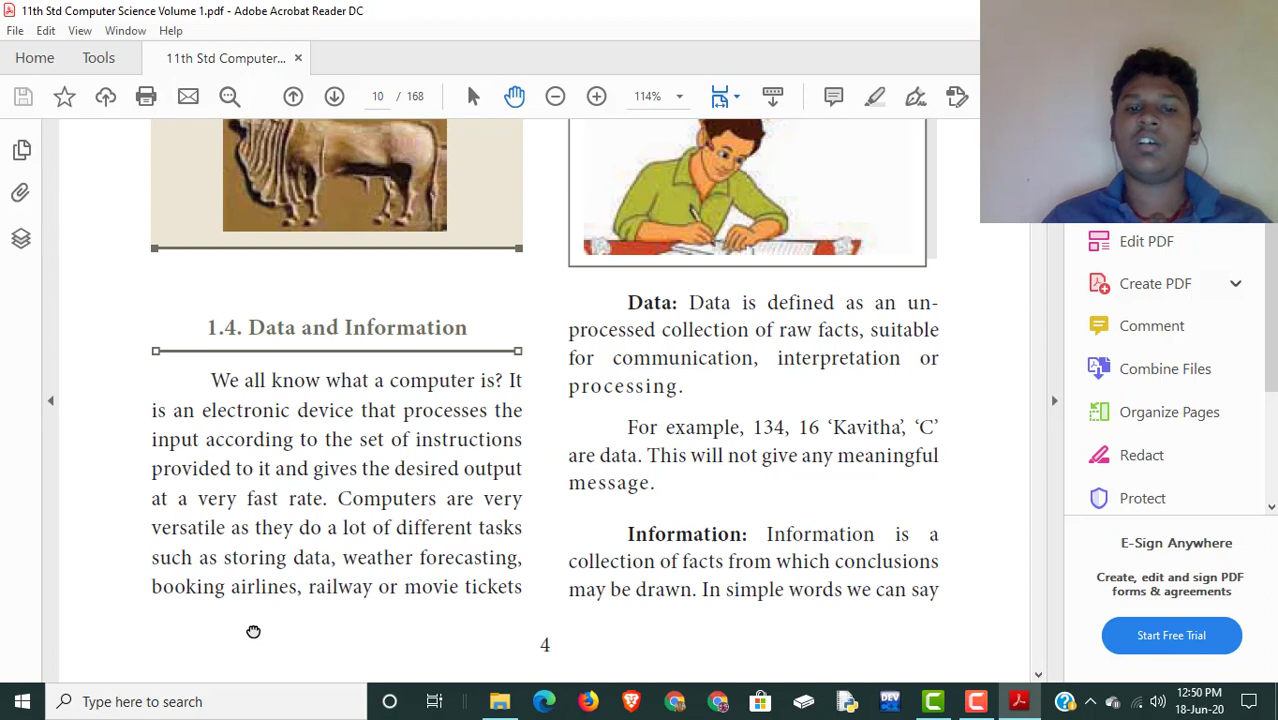 11th Std Computer Science Volume 1.pdf - Adobe Acrobat Reader DC
File Edit View Window Help
Home Tools 11th Std Computer... ×
10 / 168 114%
1.4. Data and Information
We all know what a computer is? It
is an electronic device that processes the
input according to the set of instructions
provided to it and gives the desired output
at a very fast rate. Computers are very
versatile as they do a lot of different tasks
such as storing data, weather forecasting,
booking airlines, railway or movie tickets
Data: Data is defined as an un-
processed collection of raw facts, suitable
for communication, interpretation or
processing.
For example, 134, 16 ‘Kavitha’, ‘C’
are data. This will not give any meaningful
message.
Information: Information is a
collection of facts from which conclusions
may be drawn. In simple words we can say
4
Edit PDF
Create PDF
Comment
Combine Files
Organize Pages
Redact
Protect
E-Sign Anywhere
Create, edit and sign PDF
forms & agreements
Start Free Trial
Type here to search
DEV
12:50 PM
18-Jun-20